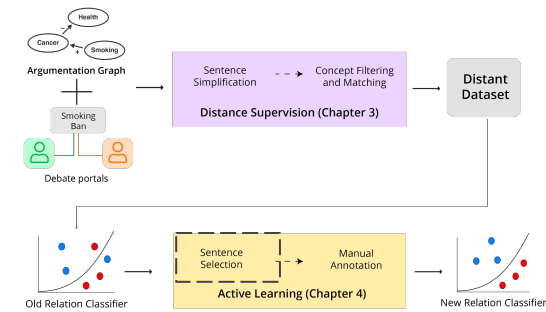 Health
Cancer
Smoking
−
+
Argumentation Graph
Smoking
Ban
Debate portals
Sentence
Simplification
Concept Filtering
and Matching
Distance Supervision (Chapter 3)
Distant
Dataset
Old Relation Classifier
Sentence
Selection
Manual
Annotation
Active Learning (Chapter 4)
New Relation Classifier